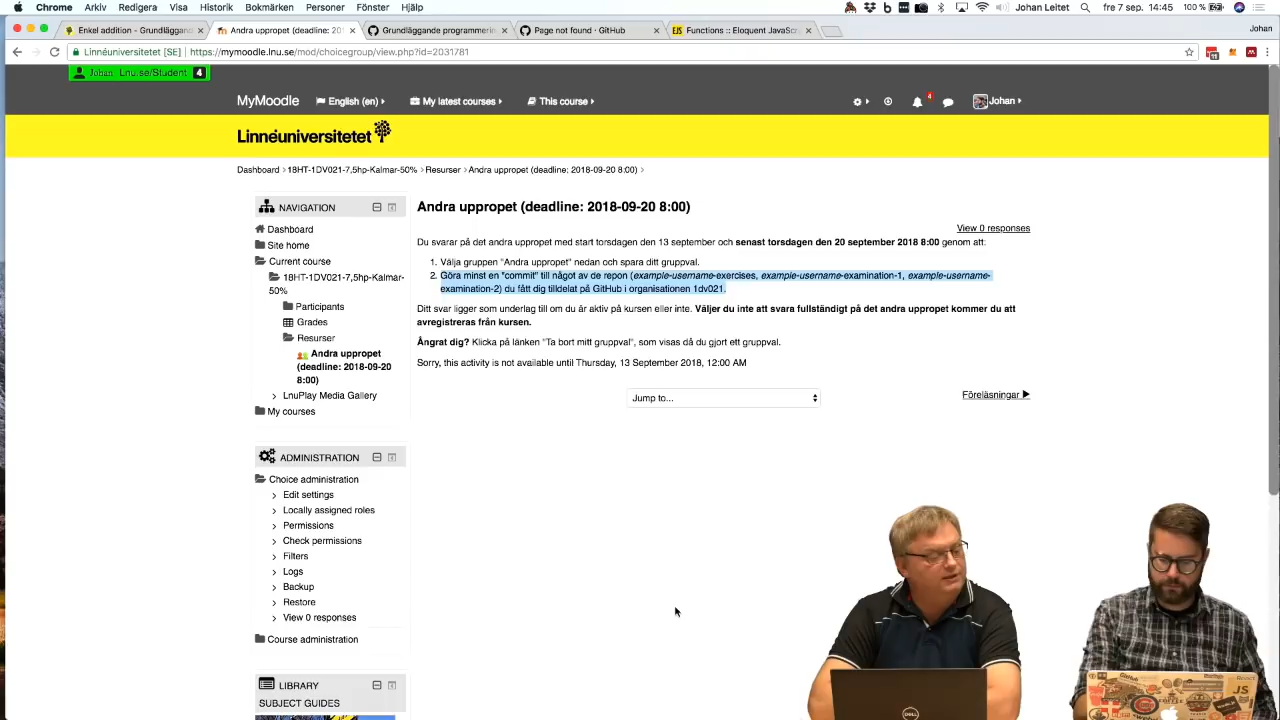 Chrome Arkiv Redigera Visa Historik Bokmärken Personer Fönster Hjälp Johan Leitet fre 7 sep. 14:45 100 %
Enkel addition - Grundläggan Andra uppropet (deadline: 201 Grundläggande programmerin Page not found · GitHub Functions :: Eloquent JavaScri Johan
Linnéuniversitetet [SE] | https://mymoodle.lnu.se/mod/choicegroup/view.php?id=2031781
Johan Lnu.se/Student 4
MyMoodle English (en) My latest courses This course 4 Johan
Linnéuniversitetet
Dashboard 18HT-1DV021-7,5hp-Kalmar-50% Resurser Andra uppropet (deadline: 2018-09-20 8:00)
NAVIGATION
Dashboard
Site home
Current course
18HT-1DV021-7,5hp-Kalmar-
50%
Participants
Grades
Resurser
Andra uppropet
(deadline: 2018-09-20
8:00)
LnuPlay Media Gallery
My courses
ADMINISTRATION
Choice administration
Edit settings
Locally assigned roles
Permissions
Check permissions
Filters
Logs
Backup
Restore
View 0 responses
Course administration
LIBRARY
SUBJECT GUIDES
Andra uppropet (deadline: 2018-09-20 8:00)
View 0 responses
Du svarar på det andra uppropet med start torsdagen den 13 september och senast torsdagen den 20 september 2018 8:00 genom att:
1. Välja gruppen "Andra uppropet" nedan och spara ditt gruppval.
2. Göra minst en "commit" till något av de repon (example-username-exercises, example-username-examination-1, example-username-
examination-2) du fått dig tilldelat på GitHub i organisationen 1dv021.
Ditt svar ligger som underlag till om du är aktiv på kursen eller inte. Väljer du inte att svara fullständigt på det andra uppropet kommer du att
avregistreras från kursen.
Ångrat dig? Klicka på länken "Ta bort mitt gruppval", som visas då du gjort ett gruppval.
Sorry, this activity is not available until Thursday, 13 September 2018, 12:00 AM
Jump to...
Föreläsningar
DELL
JS